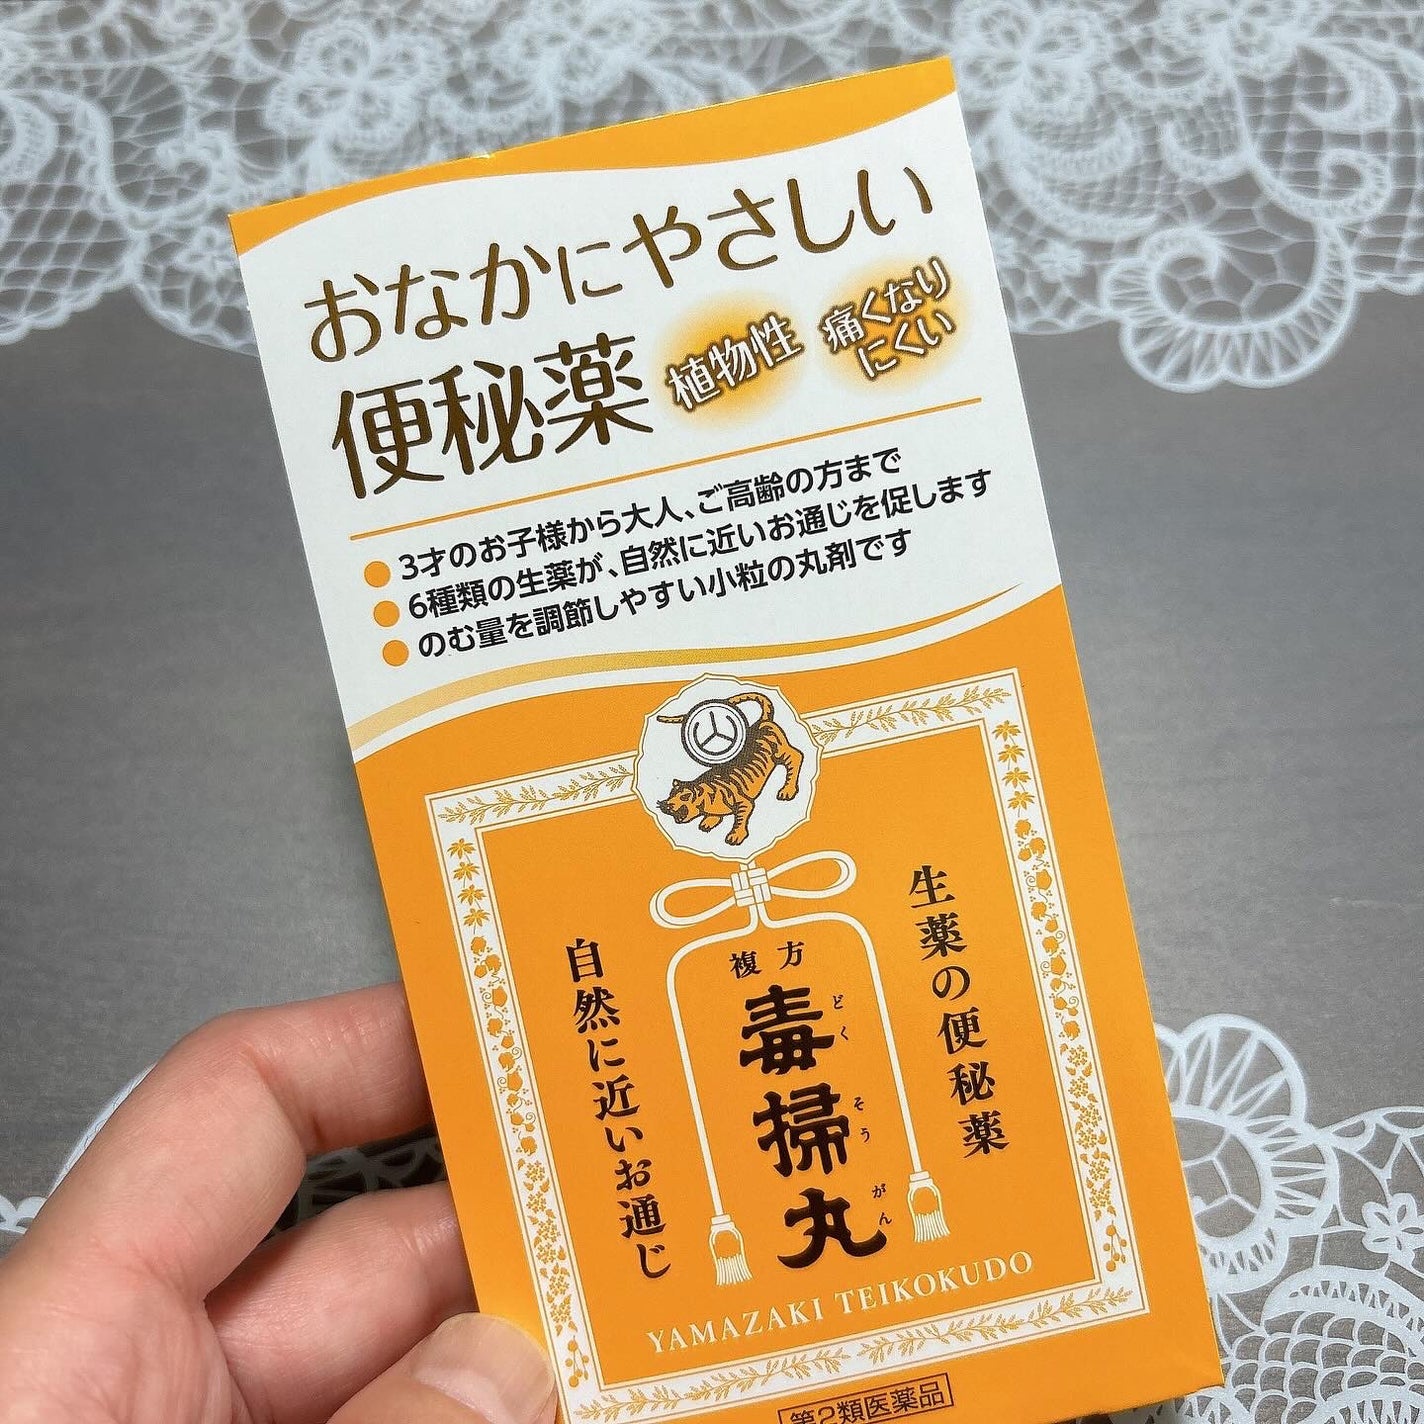 おなかにやさしい
便秘薬
植物性
痛くなり
にくい
3才のお子様から大人、ご高齢の方まで
6種類の生薬が、自然に近いお通じを促します
のむ量を調節しやすい小粒の丸剤です
生薬の便秘薬
複方
毒掃丸
どくそうがん
自然に近いお通じ
YAMAZAKI TEIKOKUDO
第2類医薬品